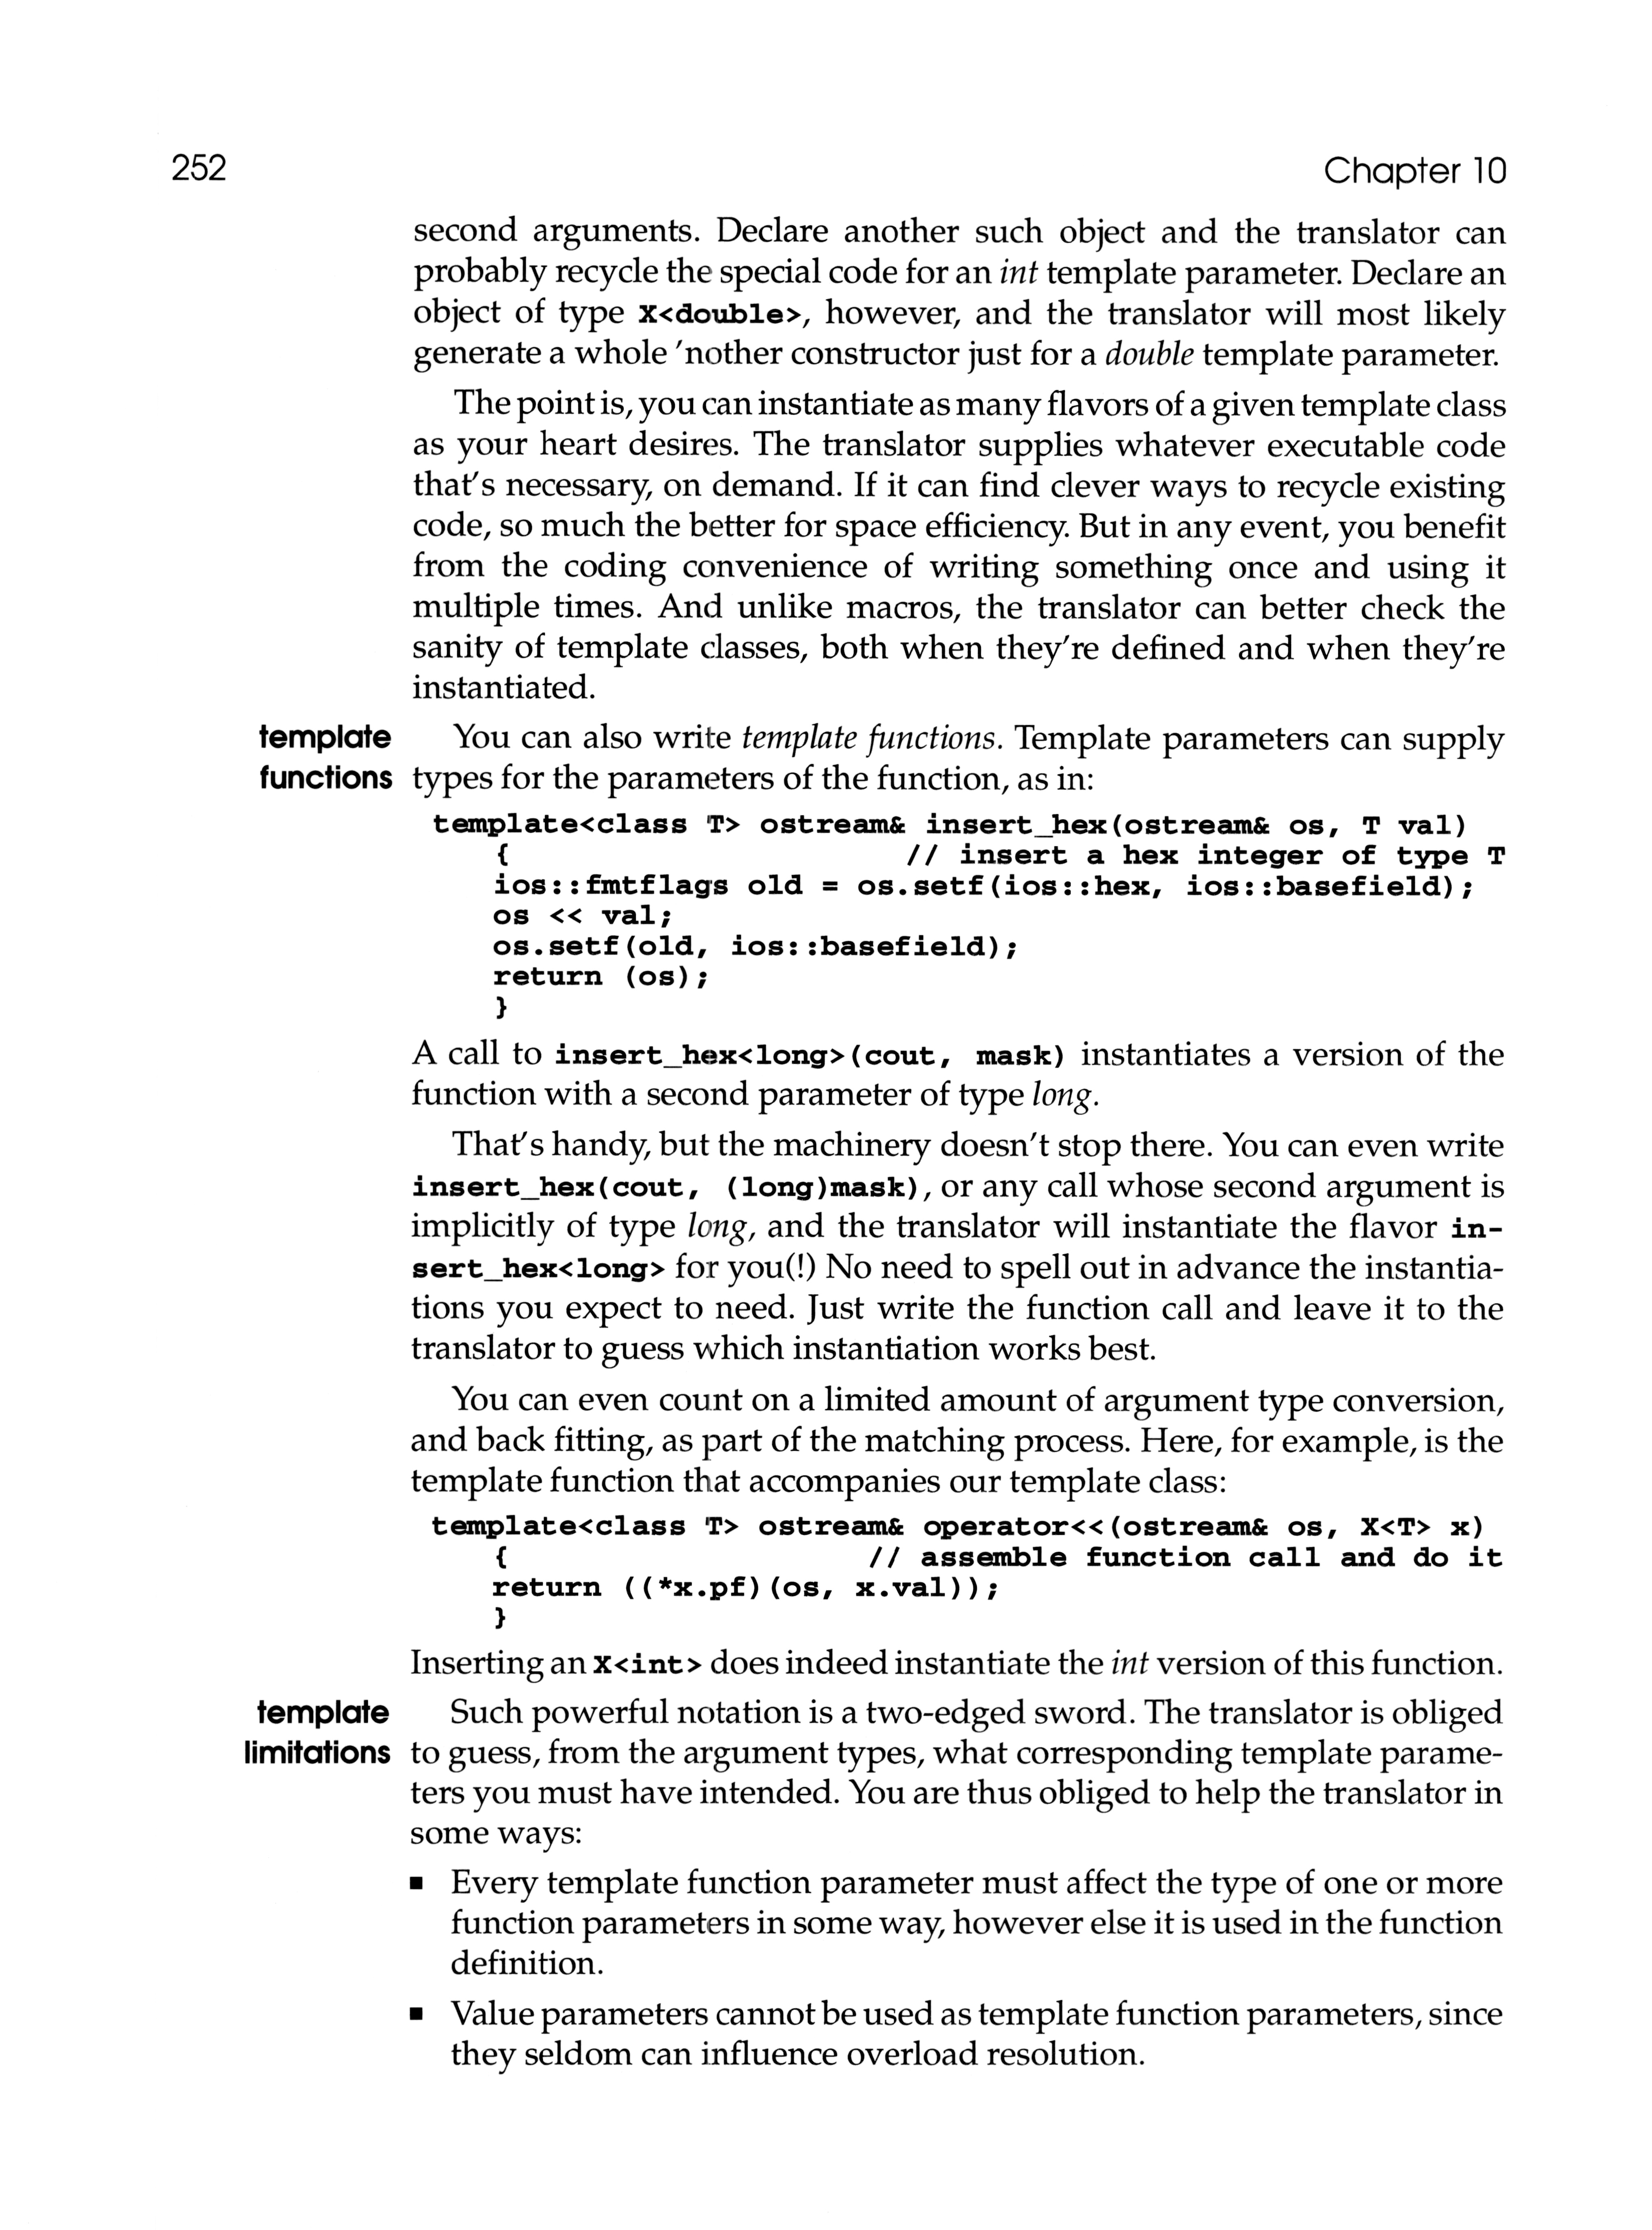 252 Chapter 10
second arguments. Declare another such object and the translator can
probably recycle the special code for an int template parameter. Declare an
object of type X<double>, however, and the translator will most likely
generate a whole 'nother constructor just for a double template parameter.
The point is, you can instantiate as many flavors of a given template class
as your heart desires. The translator supplies whatever executable code
that's necessary, on demand. If it can find clever ways to recycle existing
code, so much the better for space efficiency. But in any event, you benefit
from the coding convenience of writing something once and using it
multiple times. And unlike macros, the translator can better check the
sanity of template classes, both when they're defined and when they're
instantiated.
template You can also write template functions. Template parameters can supply
functions types for the parameters of the function, as in:
template<class T> ostream& insert_hex(ostream& os, T val)
{ // insert a hex integer of type T
ios::fmtflags old = os.setf(ios::hex, ios::basefield);
os << val;
os.setf(old, ios::basefield);
return (os);
}
A call to insert_hex<long>(cout, mask) instantiates a version of the
function with a second parameter of type long.
That's handy, but the machinery doesn't stop there. You can even write
insert_hex(cout, (long)mask), or any call whose second argument is
implicitly of type long, and the translator will instantiate the flavor in-
sert_hex<long> for you(!) No need to spell out in advance the instantia-
tions you expect to need. Just write the function call and leave it to the
translator to guess which instantiation works best.
You can even count on a limited amount of argument type conversion,
and back fitting, as part of the matching process. Here, for example, is the
template function that accompanies our template class:
template<class T> ostream& operator<<(ostream& os, X<T> x)
{ // assemble function call and do it
return ((*x.pf)(os, x.val));
}
Inserting an X<int> does indeed instantiate the int version of this function.
template Such powerful notation is a two-edged sword. The translator is obliged
limitations to guess, from the argument types, what corresponding template parame-
ters you must have intended. You are thus obliged to help the translator in
some ways:
■ Every template function parameter must affect the type of one or more
function parameters in some way, however else it is used in the function
definition.
■ Value parameters cannot be used as template function parameters, since
they seldom can influence overload resolution.